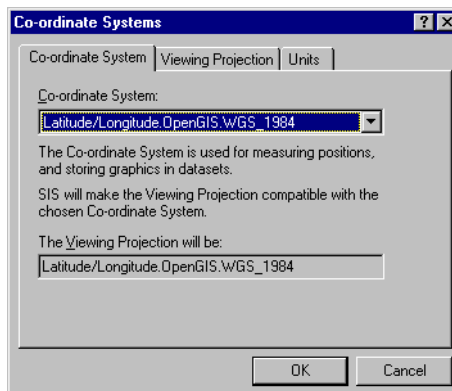 Co-ordinate Systems
Co-ordinate System Viewing Projection Units
Co-ordinate System:
Latitude/Longitude.OpenGIS.WGS_1984
The Co-ordinate System is used for measuring positions,
and storing graphics in datasets.
SIS will make the Viewing Projection compatible with the
chosen Co-ordinate System.
The Viewing Projection will be:
Latitude/Longitude.OpenGIS.WGS_1984
OK Cancel